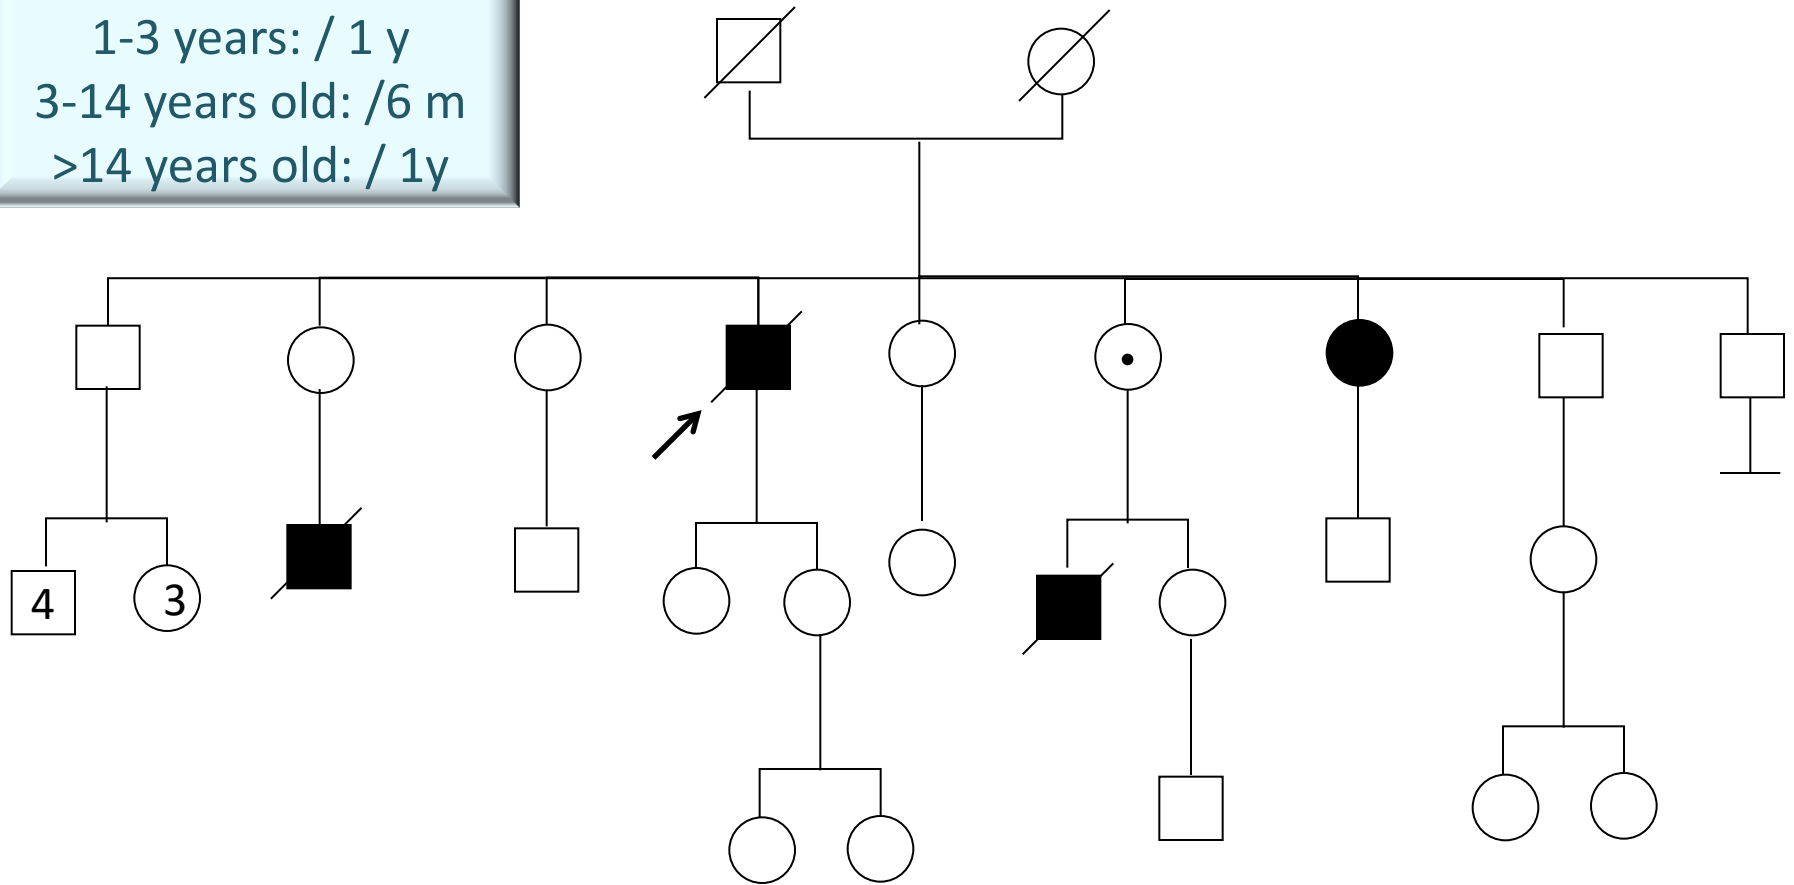 1-3 years: / 1 y
3-14 years old: /6 m
>14 years old: / 1y
4
3